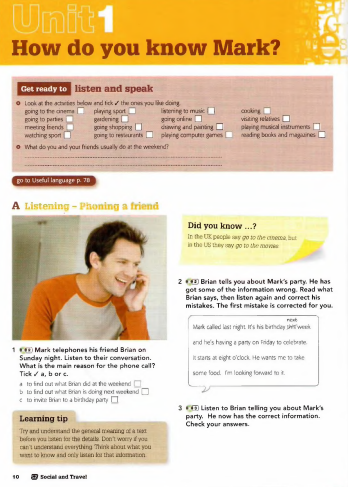 Unit 1
How do you know Mark?
Get ready to listen and speak
Look at the activities below and tick ✓ the ones you like doing.
going to the cinema □ playing sport □ listening to music □ cooking □
going to parties □ gardening □ going online □ visiting relatives □
meeting friends □ going shopping □ drawing and painting □ playing musical instruments □
watching sport □ going to restaurants □ playing computer games □ reading books and magazines □
What do you and your friends usually do at the weekend?
go to Useful language p. 78
A Listening – Phoning a friend
1 Mark telephones his friend Brian on
Sunday night. Listen to their conversation.
What is the main reason for the phone call?
Tick ✓ a, b or c.
a to find out what Brian did at the weekend □
b to find out what Brian is doing next weekend □
c to invite Brian to a birthday party □
Learning tip
Try and understand the general meaning of a text
before you listen for the details. Don't worry if you
can't understand everything. Think about what you
want to know and only listen for that information.
Did you know ...?
In the UK people say go to the cinema, but
in the US they say go to the movies.
2 Brian tells you about Mark's party. He has
got some of the information wrong. Read what
Brian says, then listen again and correct his
mistakes. The first mistake is corrected for you.
next
Mark called last night. It's his birthday this week
and he's having a party on Friday to celebrate.
It starts at eight o'clock. He wants me to take
some food. I'm looking forward to it.
3 Listen to Brian telling you about Mark's
party. He now has the correct information.
Check your answers.
10 Social and Travel